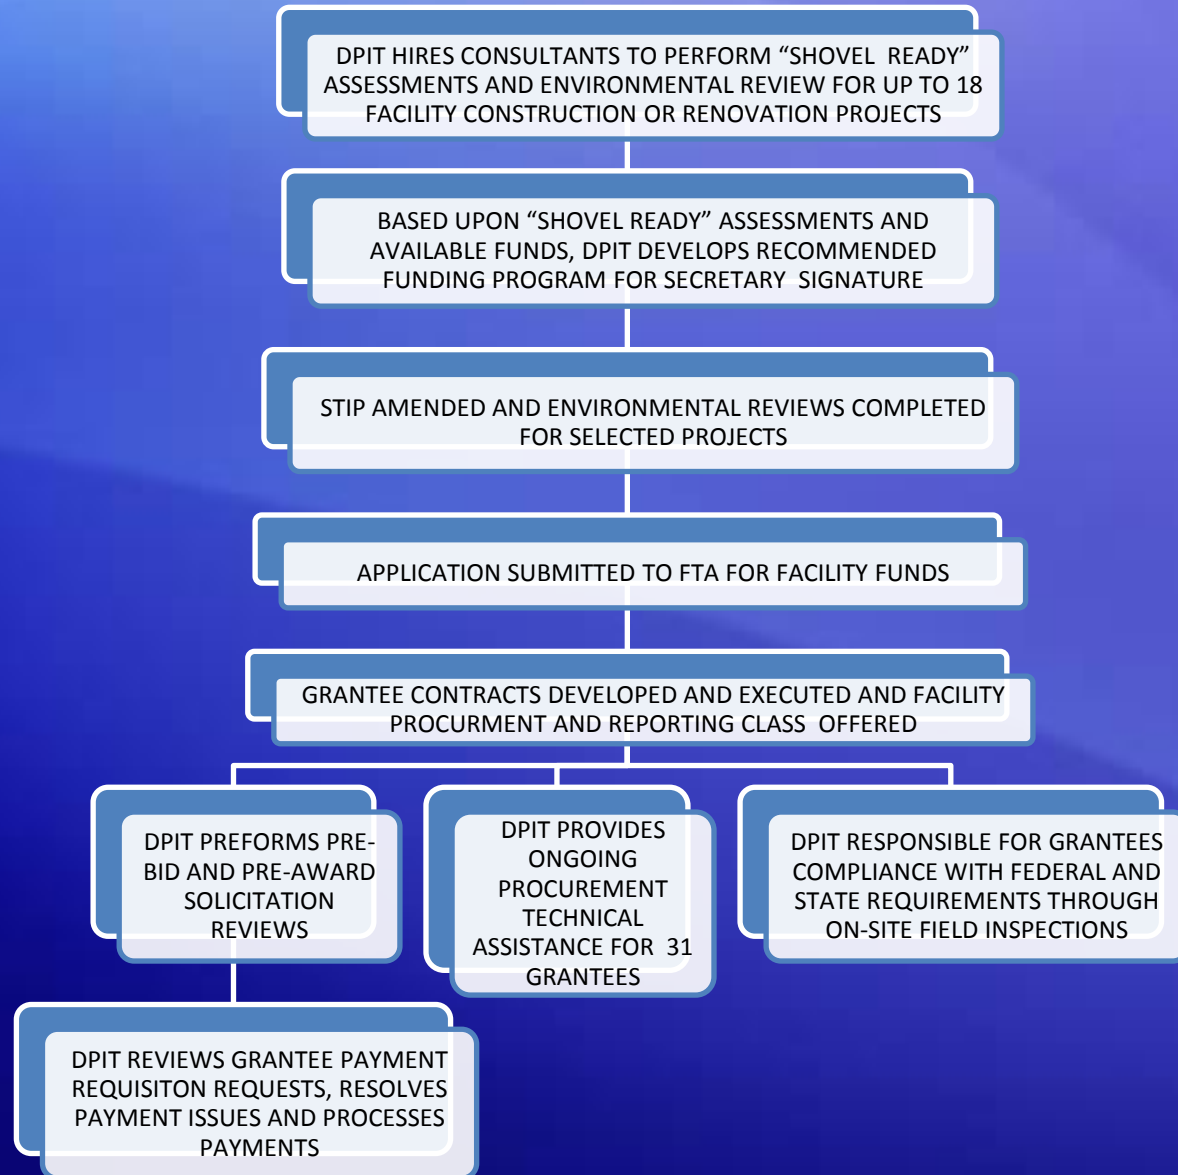 DPIT HIRES CONSULTANTS TO PERFORM “SHOVEL READY”
ASSESSMENTS AND ENVIRONMENTAL REVIEW FOR UP TO 18
FACILITY CONSTRUCTION OR RENOVATION PROJECTS
BASED UPON “SHOVEL READY” ASSESSMENTS AND
AVAILABLE FUNDS, DPIT DEVELOPS RECOMMENDED
FUNDING PROGRAM FOR SECRETARY SIGNATURE
STIP AMENDED AND ENVIRONMENTAL REVIEWS COMPLETED
FOR SELECTED PROJECTS
APPLICATION SUBMITTED TO FTA FOR FACILITY FUNDS
GRANTEE CONTRACTS DEVELOPED AND EXECUTED AND FACILITY
PROCURMENT AND REPORTING CLASS OFFERED
DPIT PREFORMS PRE-
BID AND PRE-AWARD
SOLICITATION
REVIEWS
DPIT PROVIDES
ONGOING
PROCUREMENT
TECHNICAL
ASSISTANCE FOR 31
GRANTEES
DPIT RESPONSIBLE FOR GRANTEES
COMPLIANCE WITH FEDERAL AND
STATE REQUIREMENTS THROUGH
ON-SITE FIELD INSPECTIONS
DPIT REVIEWS GRANTEE PAYMENT
REQUISITON REQUESTS, RESOLVES
PAYMENT ISSUES AND PROCESSES
PAYMENTS